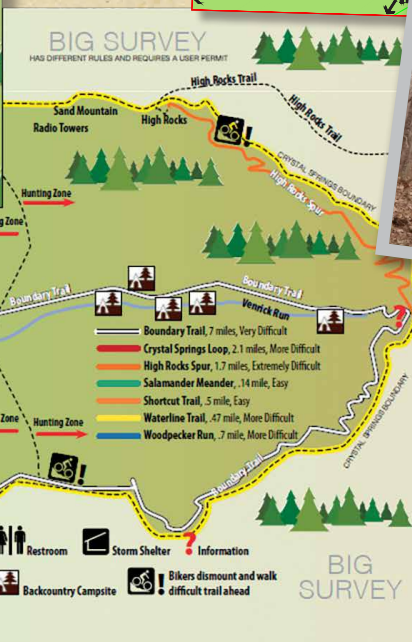 BIG SURVEY
HAS DIFFERENT RULES AND REQUIRES A USER PERMIT
High Rocks Trail
High Rocks Trail
Sand Mountain
Radio Towers
High Rocks
!
CRYSTAL SPRINGS BOUNDARY
High Rocks Spur
Hunting Zone
g Zone
Boundary Trail
Boundary Trail
Venrick Run
?
Boundary Trail, 7 miles, Very Difficult
Crystal Springs Loop, 2.1 miles, More Difficult
High Rocks Spur, 1.7 miles, Extremely Difficult
Salamander Meander, .14 mile, Easy
Shortcut Trail, .5 mile, Easy
Waterline Trail, .47 mile, More Difficult
Woodpecker Run, .7 mile, More Difficult
CRYSTAL SPRINGS BOUNDARY
Zone
Hunting Zone
!
Boundary Trail
Restroom
Storm Shelter
? Information
Backcountry Campsite
! Bikers dismount and walk
difficult trail ahead
BIG
SURVEY